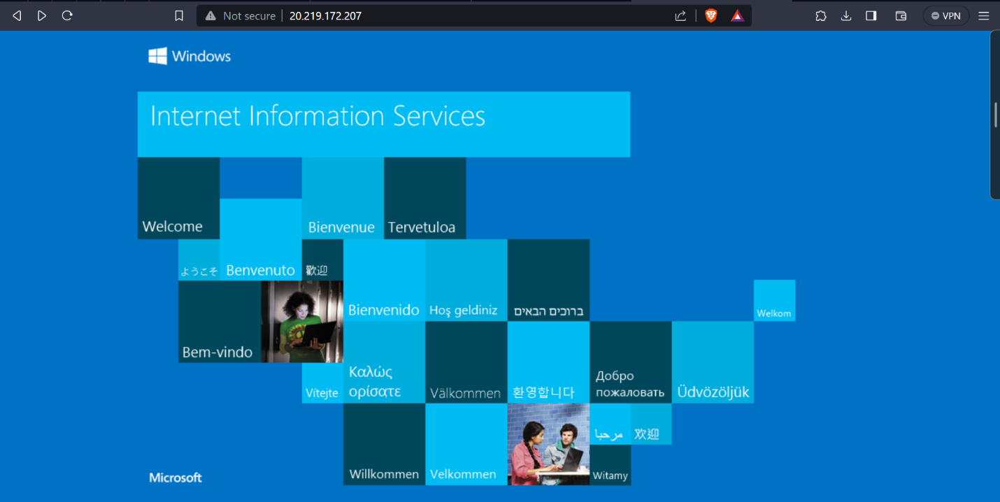 Not secure
20.219.172.207
VPN
Windows
Internet Information Services
Welcome
Bienvenue
Tervetuloa
ようこそ
Benvenuto
歡迎
Bienvenido
Hoş geldiniz
ברוכים הבאים
Welkom
Bem-vindo
Vítejte
Καλώς
ορίσατε
Välkommen
환영합니다
Добро
пожаловать
Üdvözöljük
Willkommen
Velkommen
مرحبا
欢迎
Witamy
Microsoft